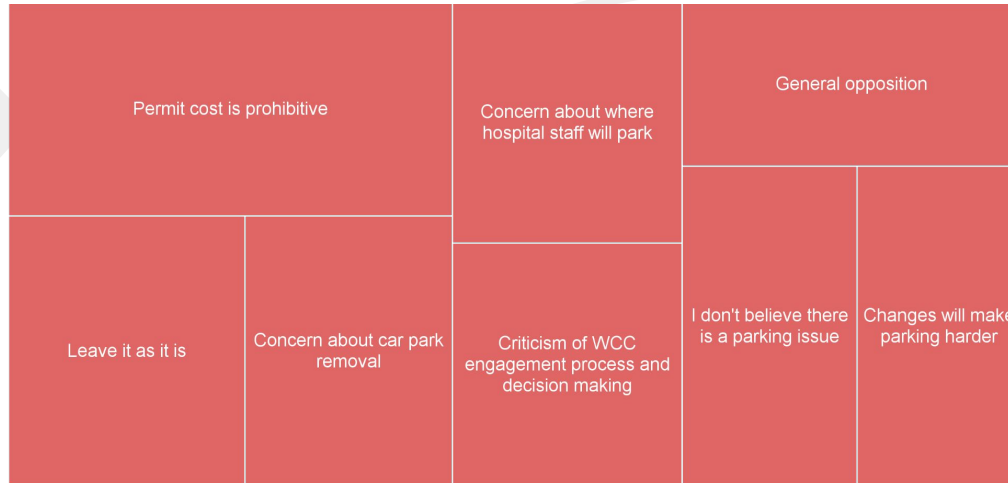 Permit cost is prohibitive
Concern about where
hospital staff will park
General opposition
Leave it as it is
Concern about car park
removal
Criticism of WCC
engagement process and
decision making
I don't believe there
is a parking issue
Changes will make
parking harder